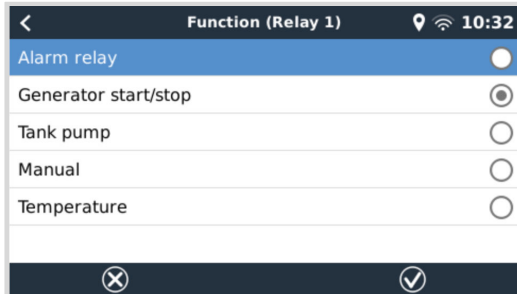 Function (Relay 1) 10:32
Alarm relay
Generator start/stop
Tank pump
Manual
Temperature